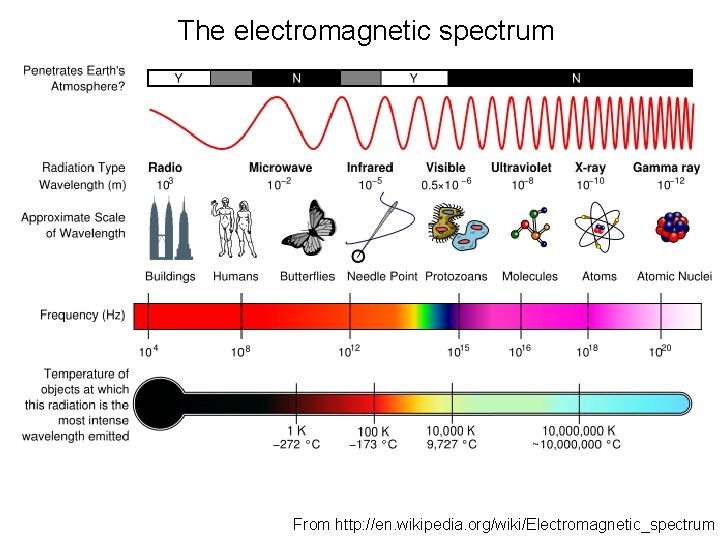 The electromagnetic spectrum
Penetrates Earth's
Atmosphere?
Y N Y N
Radiation Type Radio Microwave Infrared Visible Ultraviolet X-ray Gamma ray
Wavelength (m) 10³ 10⁻² 10⁻⁵ 0.5×10⁻⁶ 10⁻⁸ 10⁻¹⁰ 10⁻¹²
Approximate Scale
of Wavelength
Buildings Humans Butterflies Needle Point Protozoans Molecules Atoms Atomic Nuclei
Frequency (Hz)
10⁴ 10⁸ 10¹² 10¹⁵ 10¹⁶ 10¹⁸ 10²⁰
Temperature of
objects at which
this radiation is the
most intense
wavelength emitted
1 K 100 K 10,000 K 10,000,000 K
−272 °C −173 °C 9,727 °C ~10,000,000 °C
From http://en.wikipedia.org/wiki/Electromagnetic_spectrum